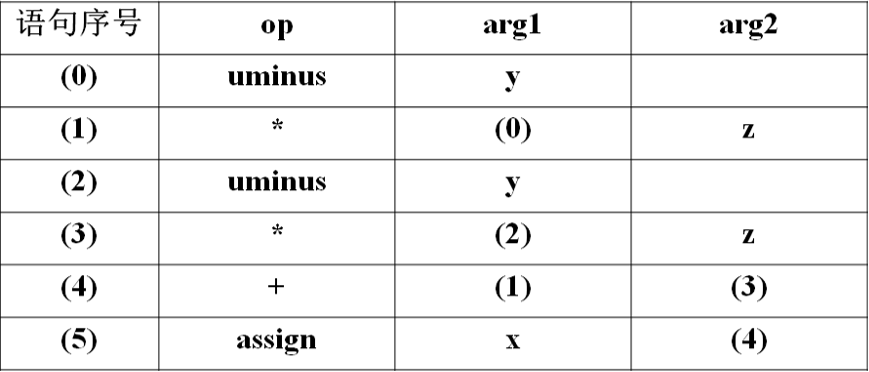 语句序号 op arg1 arg2
(0) uminus y
(1) * (0) z
(2) uminus y
(3) * (2) z
(4) + (1) (3)
(5) assign x (4)